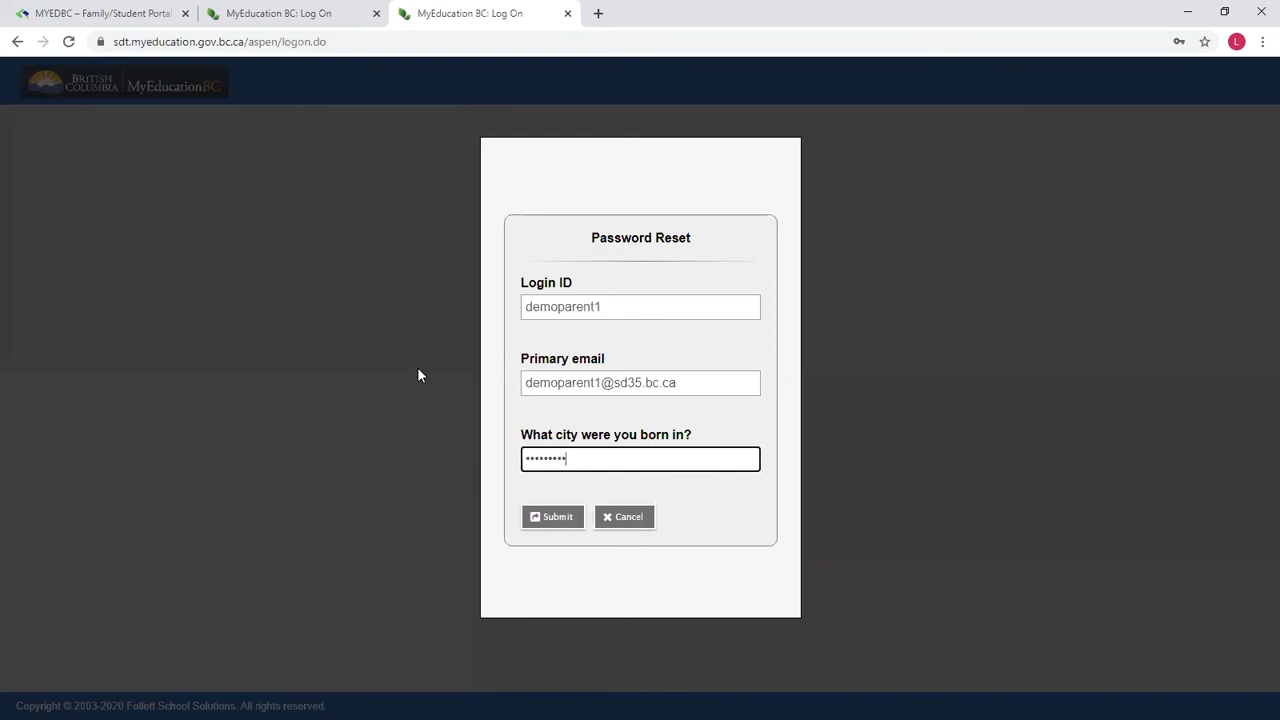 MYEDBC – Family/Student Portal
MyEducation BC: Log On
MyEducation BC: Log On
sdt.myeducation.gov.bc.ca/aspen/logon.do
L
BRITISH
COLUMBIA
MyEducationBC
Password Reset
Login ID
demoparent1
Primary email
demoparent1@sd35.bc.ca
What city were you born in?
•••••••••
Submit
Cancel
Copyright © 2003-2020 Follett School Solutions. All rights reserved.